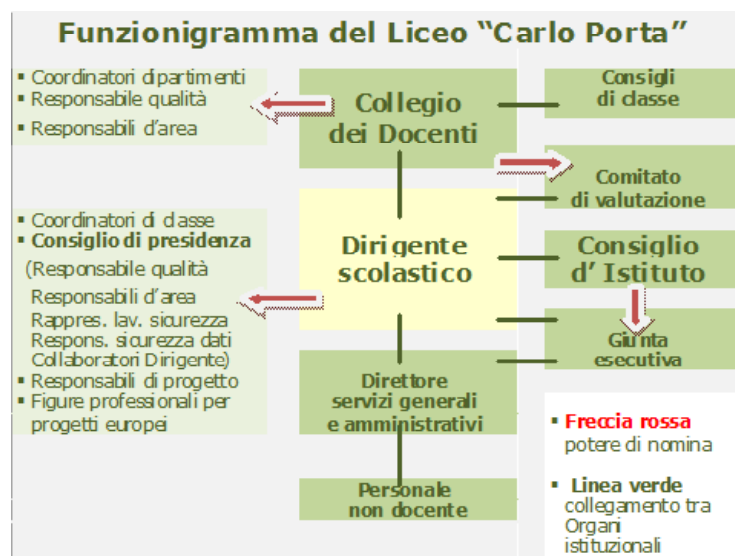 Funzionigramma del Liceo “Carlo Porta”
▪ Coordinatori dipartimenti
▪ Responsabile qualità
▪ Responsabili d’area
Collegio
dei Docenti
Consigli
di classe
Comitato
di valutazione
▪ Coordinatori di classe
▪ Consiglio di presidenza
(Responsabile qualità
Responsabili d’area
Rappres. lav. sicurezza
Respons. sicurezza dati
Collaboratori Dirigente)
▪ Responsabili di progetto
▪ Figure professionali per
progetti europei
Dirigente
scolastico
Consiglio
d’ Istituto
Giunta
esecutiva
Direttore
servizi generali
e amministrativi
Personale
non docente
▪ Freccia rossa
potere di nomina
▪ Linea verde
collegamento tra
Organi
istituzionali